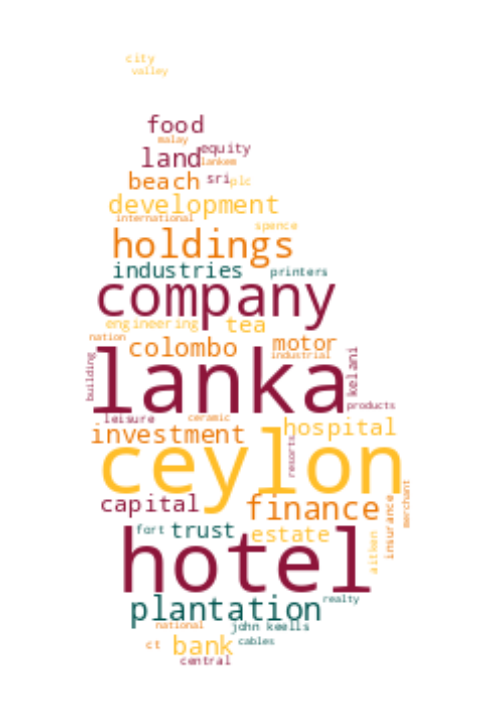 city
valley
food
malay
equity
land
lankem
beach
sri
plc
development
international
spence
holdings
industries
printers
company
engineering
tea
nation
colombo
motor
industrial
building
lanka
kelani
products
leisure
ceramic
investment
hospital
resorts
ceylon
capital
finance
merchant
insurance
fort
trust
estate
aitken
hotel
plantation
realty
national
john keells
ct
bank
cables
central